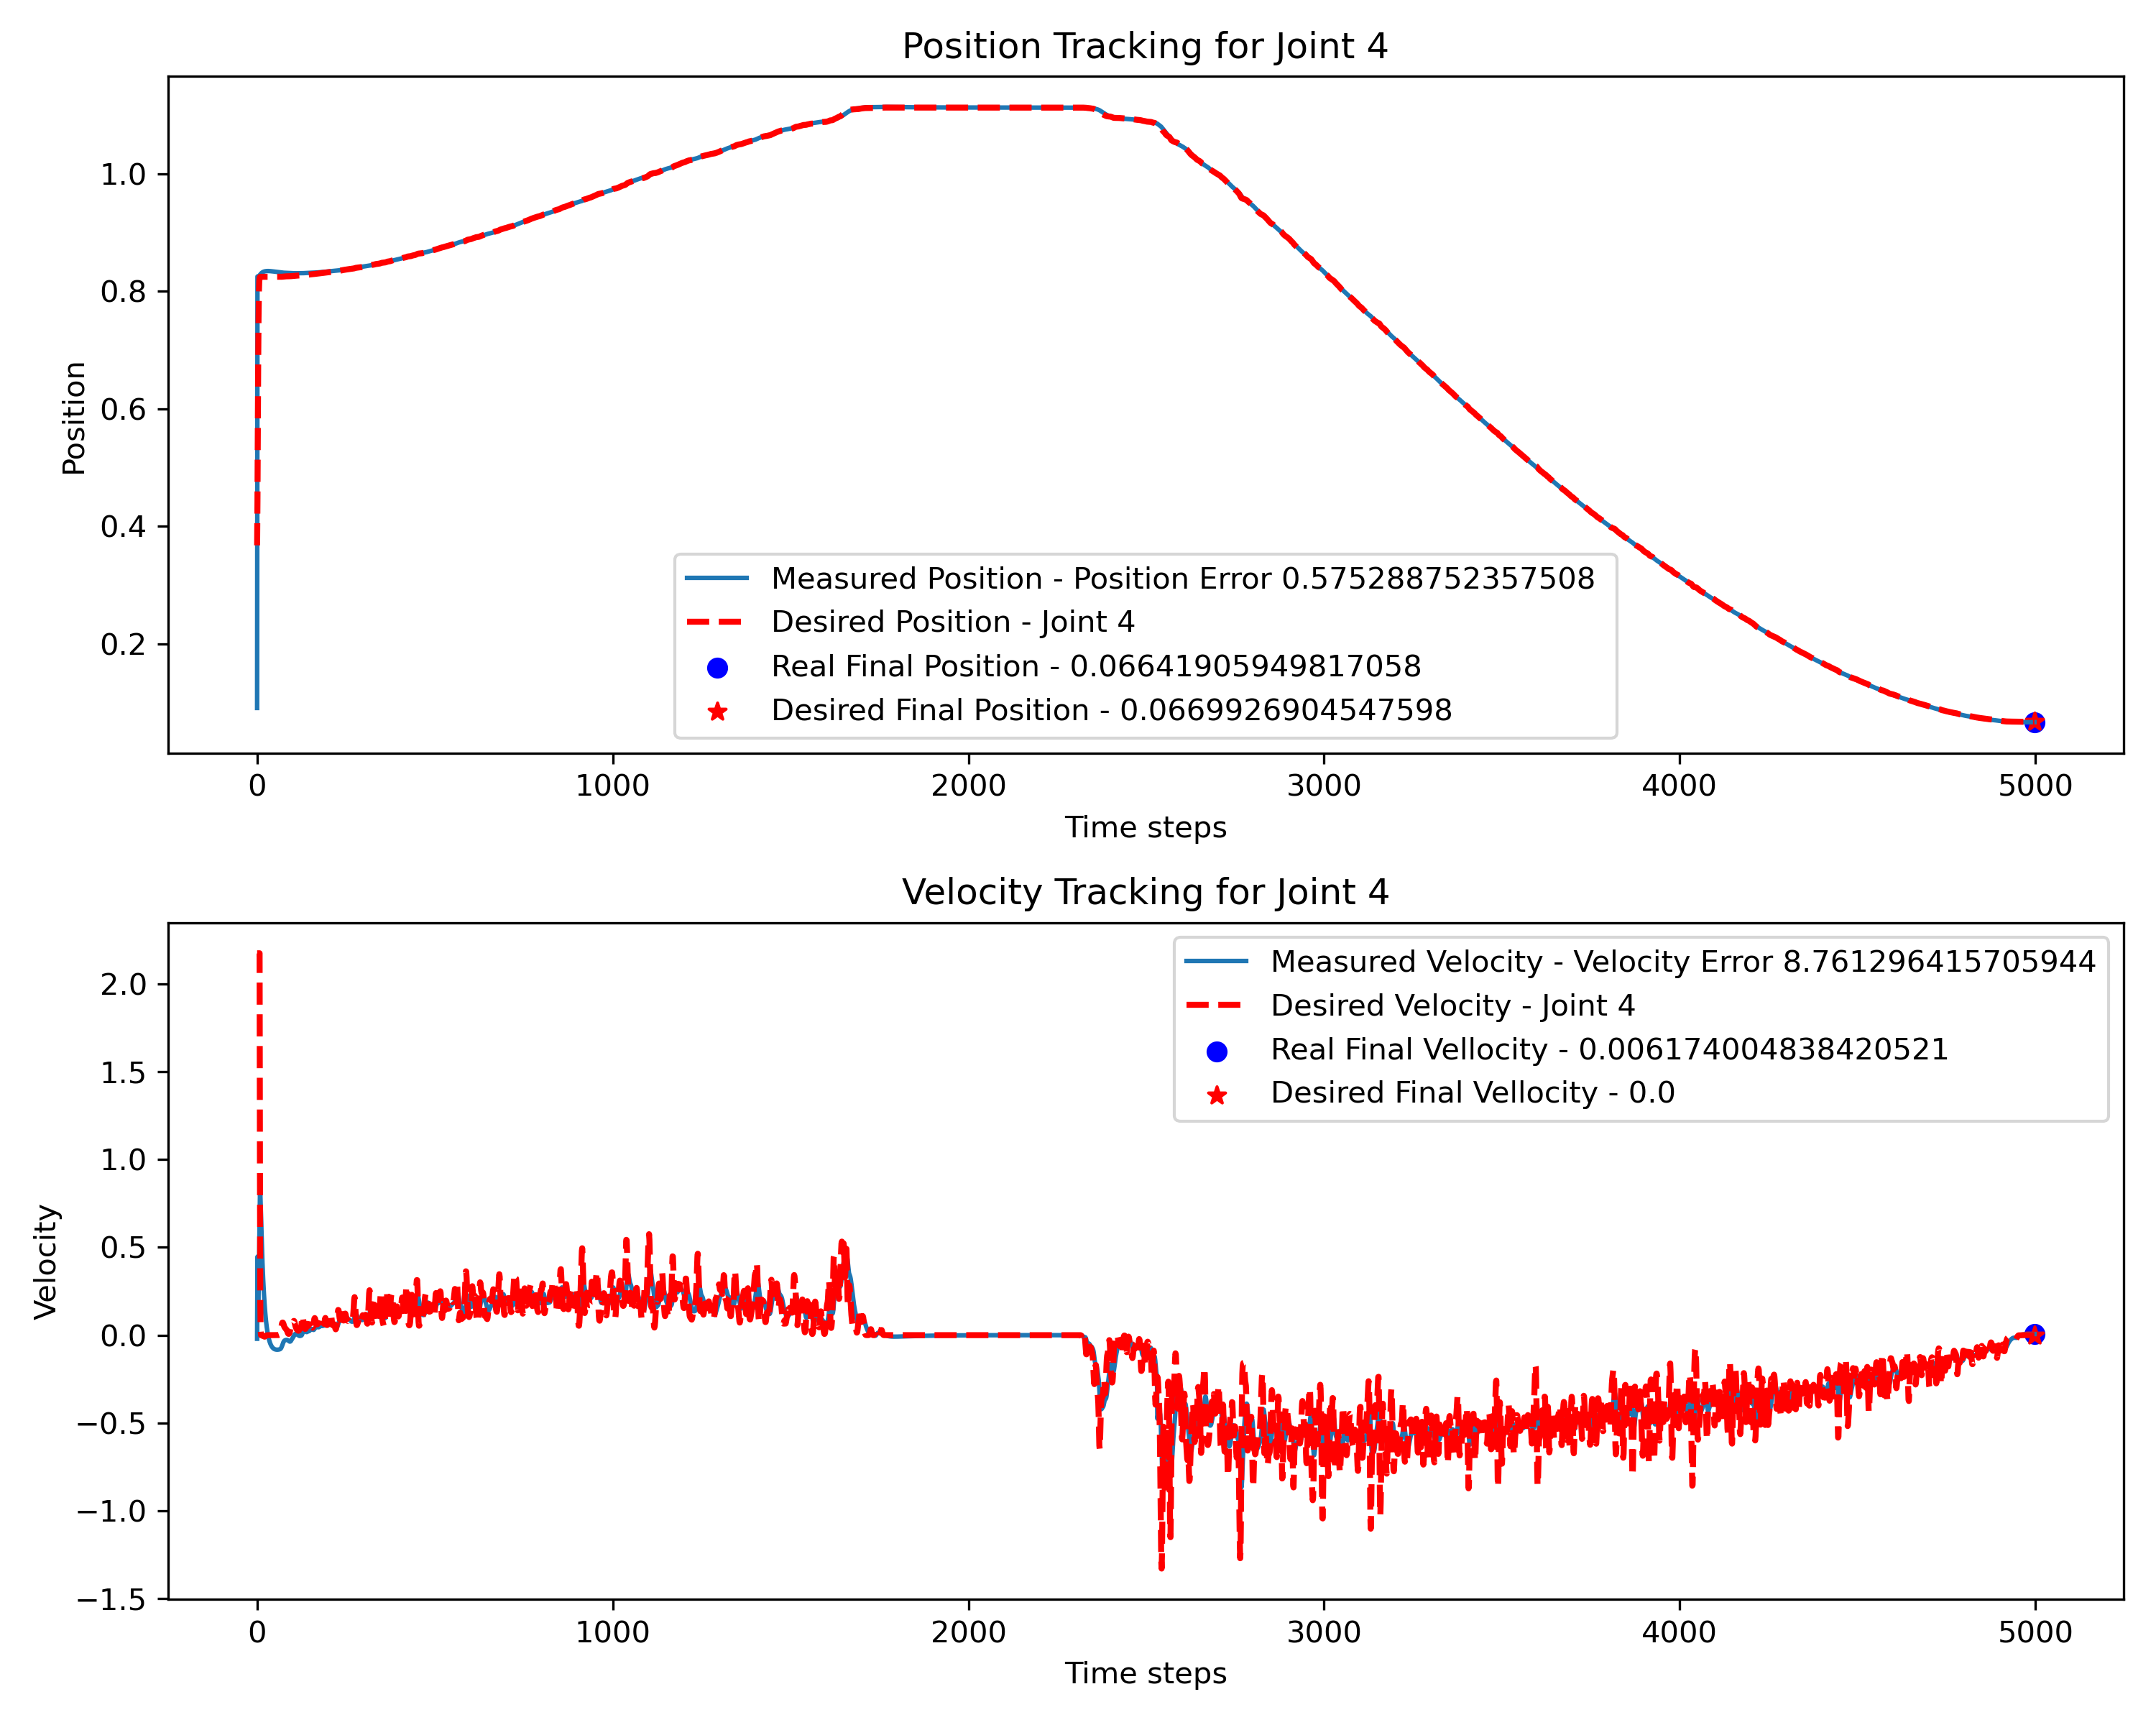 Position Tracking for Joint 4
Position
1.0
0.8
0.6
0.4
0.2
Measured Position - Position Error 0.575288752357508
Desired Position - Joint 4
Real Final Position - 0.06641905949817058
Desired Final Position - 0.0669926904547598
0 1000 2000 3000 4000 5000
Time steps
Velocity Tracking for Joint 4
Velocity
2.0
1.5
1.0
0.5
0.0
−0.5
−1.0
−1.5
Measured Velocity - Velocity Error 8.761296415705944
Desired Velocity - Joint 4
Real Final Vellocity - 0.006174004838420521
Desired Final Vellocity - 0.0
0 1000 2000 3000 4000 5000
Time steps